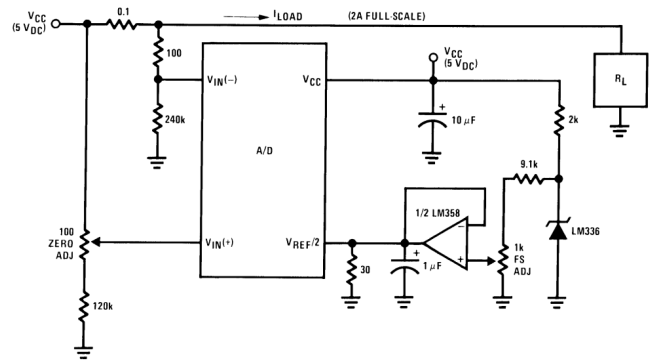 VCC
(5 VDC)
0.1
ILOAD (2A FULL-SCALE)
100
VIN(−)
240k
A/D
VCC
VCC
(5 VDC)
+
10 μF
RL
2k
9.1k
LM336
1k
FS
ADJ
1/2 LM358
−
+
100
ZERO
ADJ
VIN(+)
VREF/2
30
+
1 μF
120k